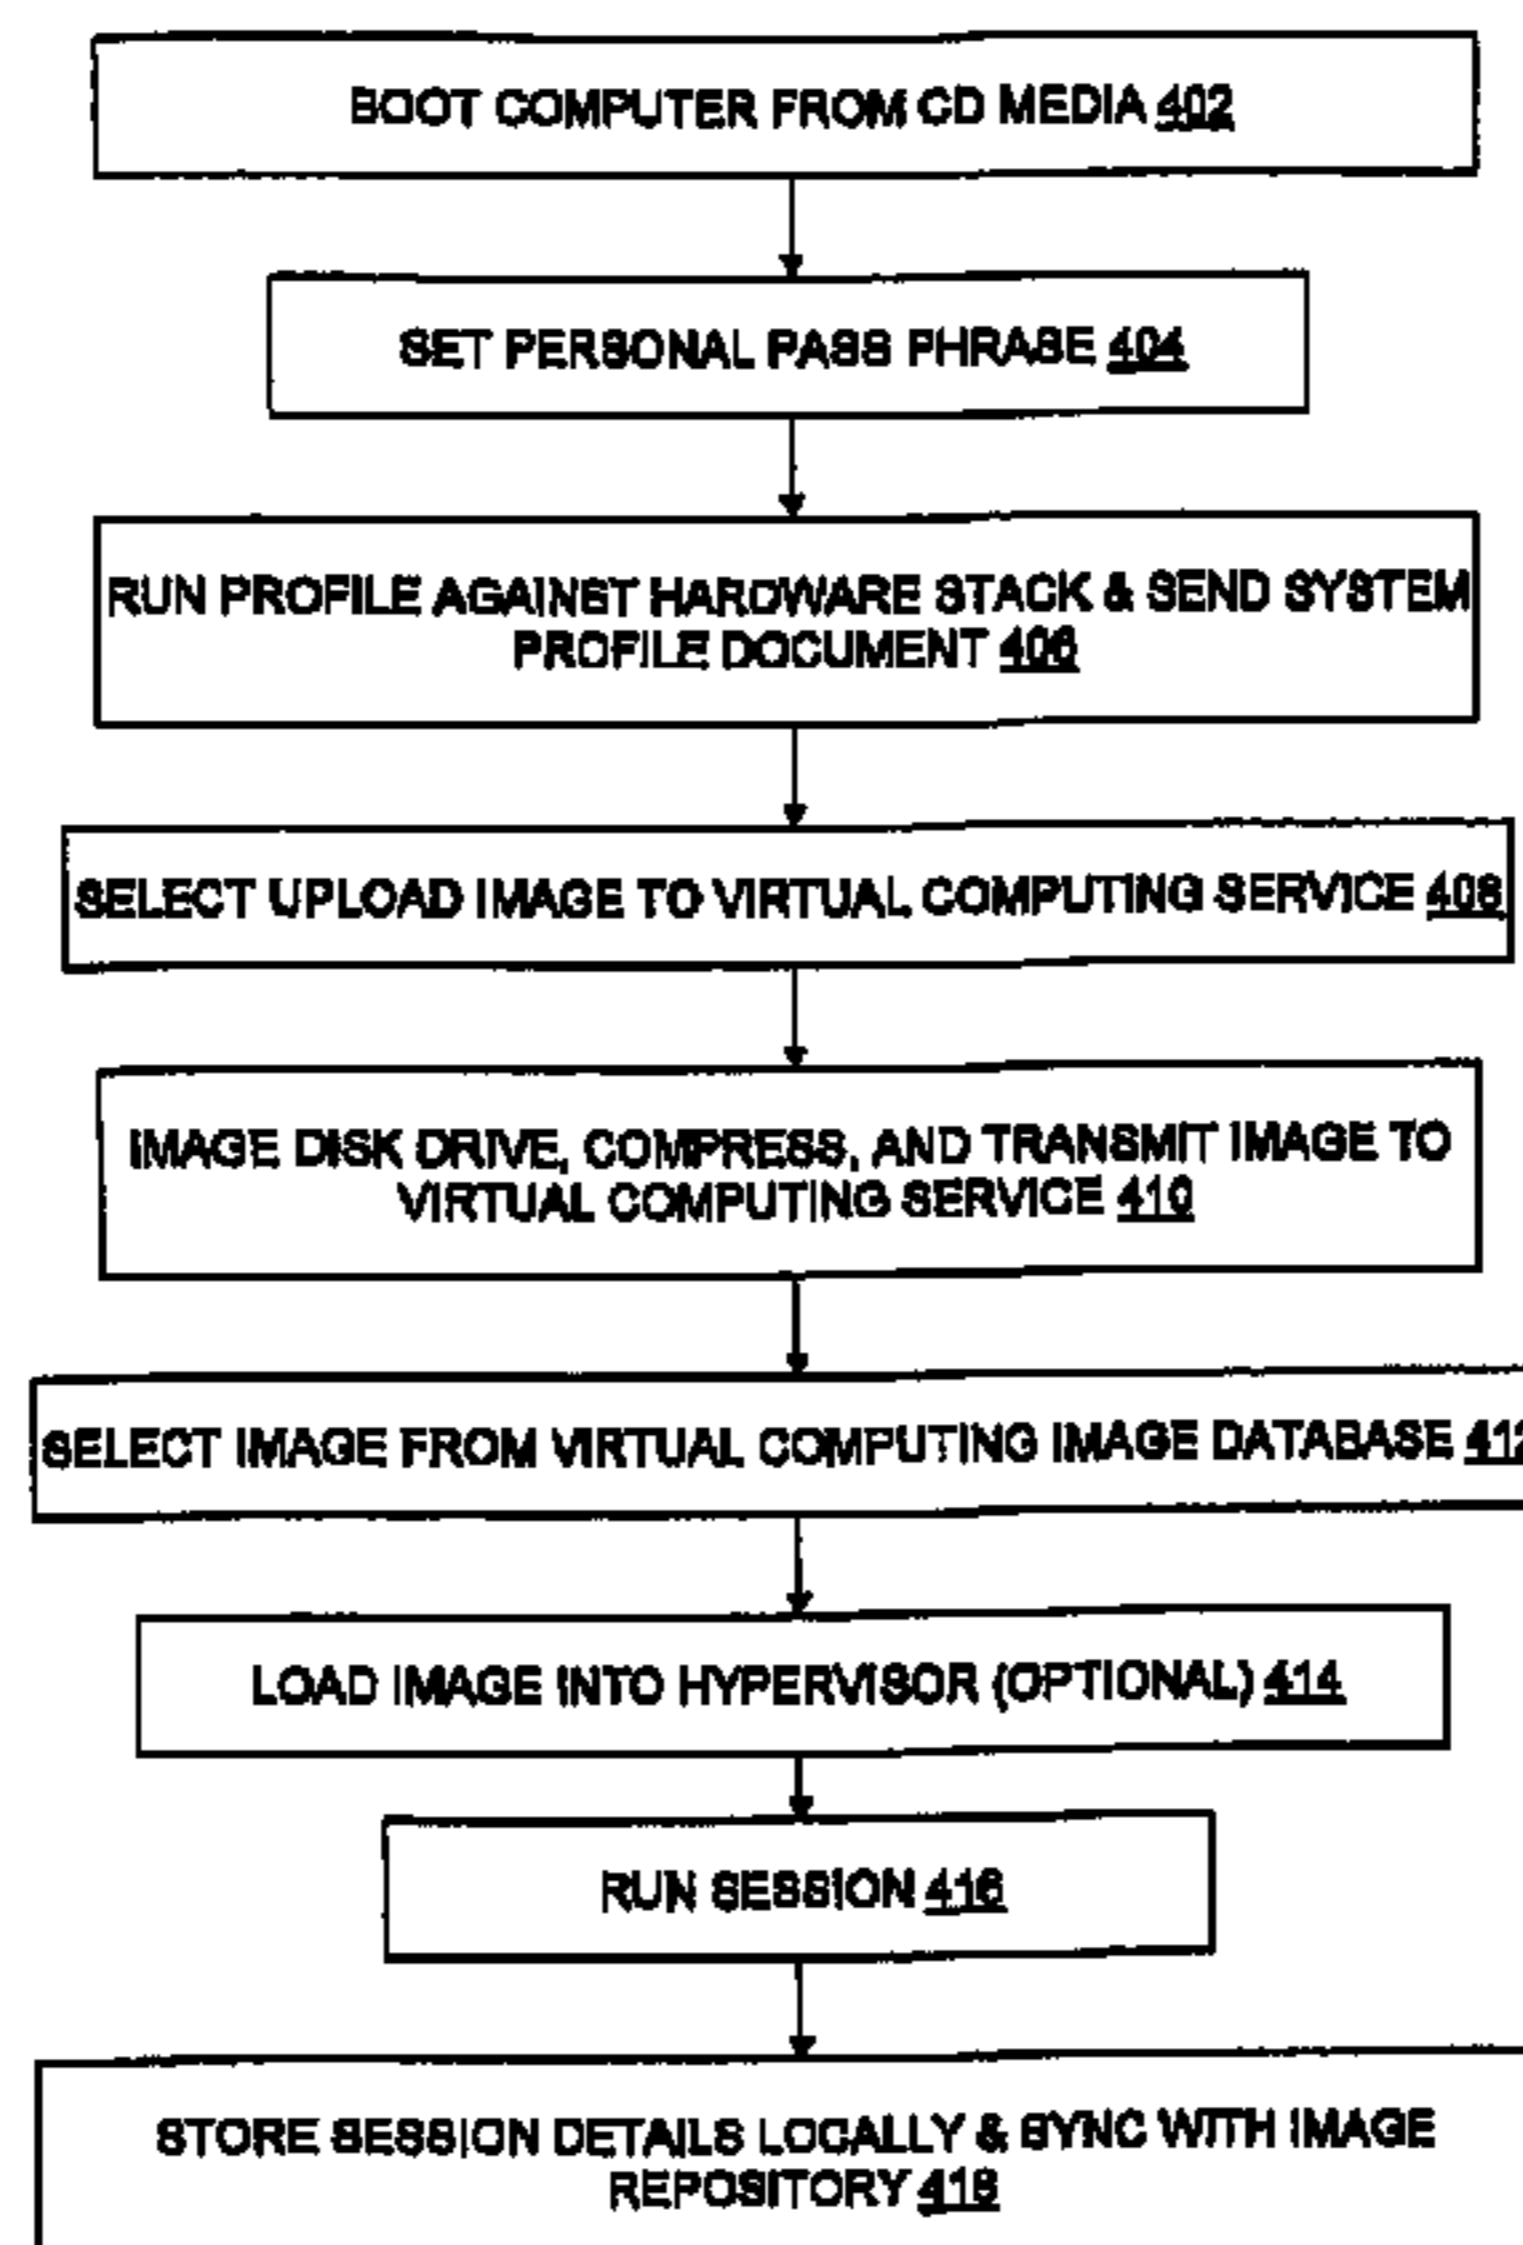 BOOT COMPUTER FROM CD MEDIA 402
SET PERSONAL PASS PHRASE 404
RUN PROFILE AGAINST HARDWARE STACK & SEND SYSTEM
PROFILE DOCUMENT 406
SELECT UPLOAD IMAGE TO VIRTUAL COMPUTING SERVICE 408
IMAGE DISK DRIVE, COMPRESS, AND TRANSMIT IMAGE TO
VIRTUAL COMPUTING SERVICE 410
SELECT IMAGE FROM VIRTUAL COMPUTING IMAGE DATABASE 412
LOAD IMAGE INTO HYPERVISOR (OPTIONAL) 414
RUN SESSION 416
STORE SESSION DETAILS LOCALLY & SYNC WITH IMAGE
REPOSITORY 418